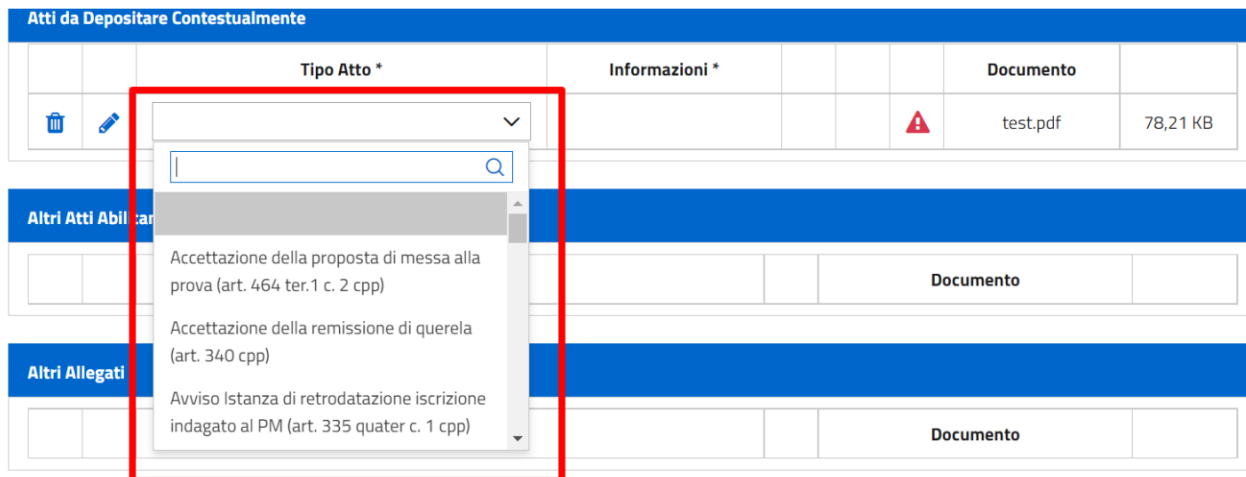 Atti da Depositare Contestualmente
Tipo Atto *
Informazioni *
Documento
test.pdf
78,21 KB
Altri Atti
Documento
Accettazione della proposta di messa alla
prova (art. 464 ter.1 c. 2 cpp)
Accettazione della remissione di querela
(art. 340 cpp)
Avviso Istanza di retrodatazione iscrizione
indagato al PM (art. 335 quater c. 1 cpp)
Altri Allegati
Documento